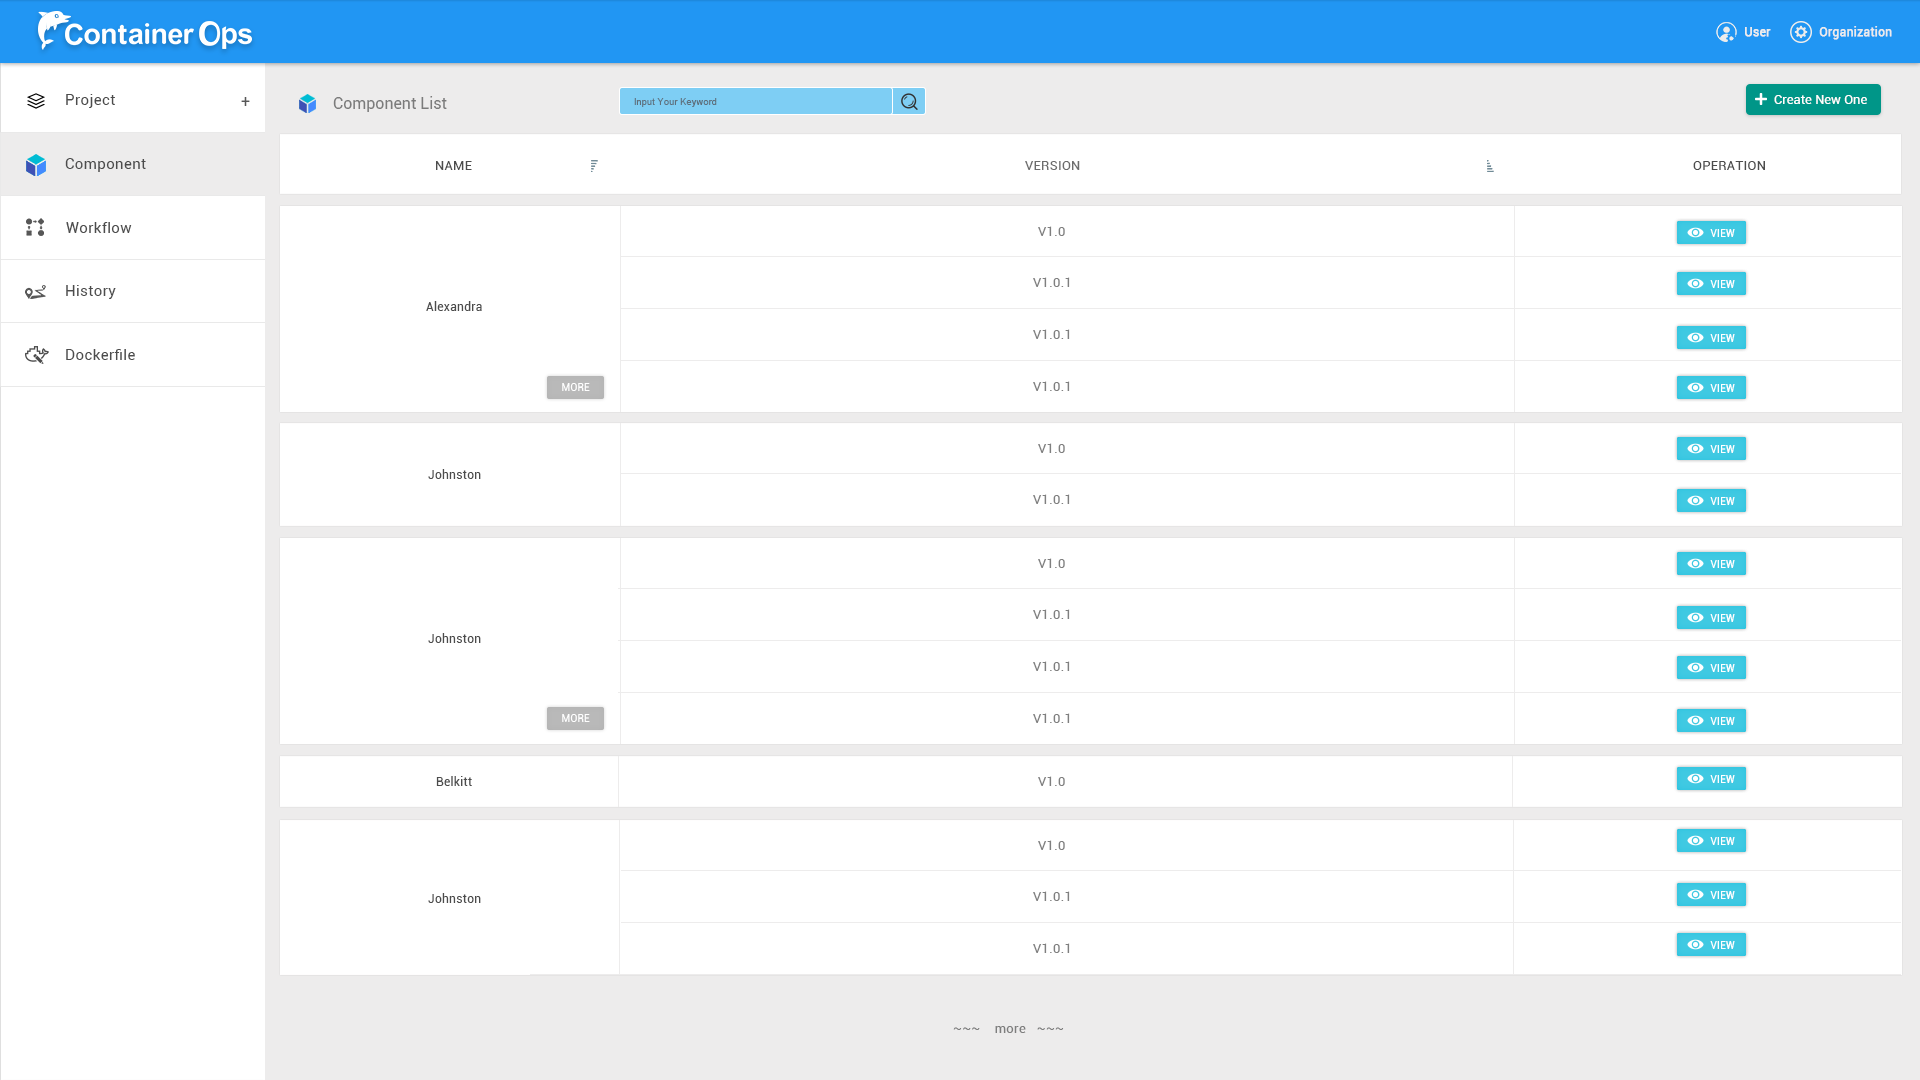 Container Ops
User
Organization
Project +
Component
Workflow
History
Dockerfile
Component List
Input Your Keyword
+ Create New One
NAME VERSION OPERATION
Alexandra
MORE
V1.0 VIEW
V1.0.1 VIEW
V1.0.1 VIEW
V1.0.1 VIEW
Johnston
V1.0 VIEW
V1.0.1 VIEW
Johnston
MORE
V1.0 VIEW
V1.0.1 VIEW
V1.0.1 VIEW
V1.0.1 VIEW
Belkitt
V1.0 VIEW
Johnston
V1.0 VIEW
V1.0.1 VIEW
V1.0.1 VIEW
~~~ more ~~~